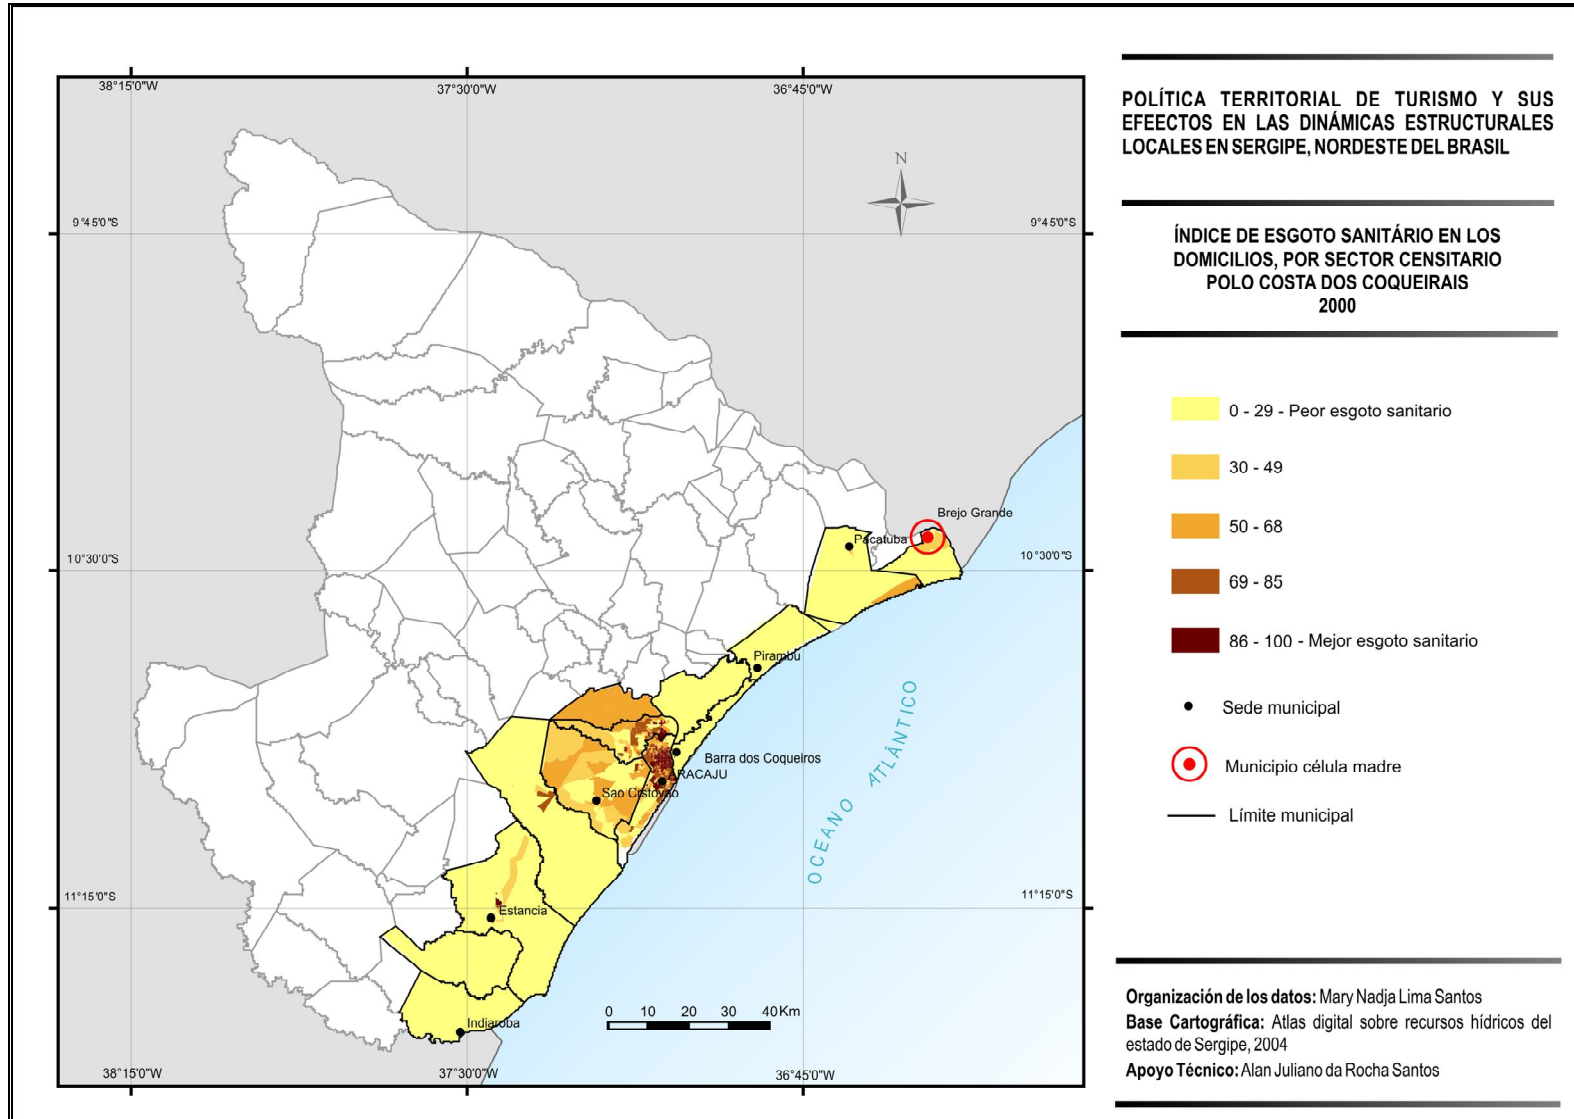 38°15'0"W
37°30'0"W
36°45'0"W
POLÍTICA TERRITORIAL DE TURISMO Y SUS
EFEECTOS EN LAS DINÁMICAS ESTRUCTURALES
LOCALES EN SERGIPE, NORDESTE DEL BRASIL
N
9°45'0"S
9°45'0"S
ÍNDICE DE ESGOTO SANITÁRIO EN LOS
DOMICILIOS, POR SECTOR CENSITARIO
POLO COSTA DOS COQUEIRAIS
2000
0 - 29 - Peor esgoto sanitario
30 - 49
50 - 68
69 - 85
86 - 100 - Mejor esgoto sanitario
Sede municipal
Municipio célula madre
Límite municipal
Brejo Grande
Pacatuba
10°30'0"S
10°30'0"S
Pirambu
Barra dos Coqueiros
ARACAJU
Sao Crstovao
OCEANO ATLÂNTICO
11°15'0"S
11°15'0"S
Estancia
Indiaroba
0 10 20 30 40 Km
38°15'0"W
37°30'0"W
36°45'0"W
Organización de los datos: Mary Nadja Lima Santos
Base Cartográfica: Atlas digital sobre recursos hídricos del
estado de Sergipe, 2004
Apoyo Técnico: Alan Juliano da Rocha Santos